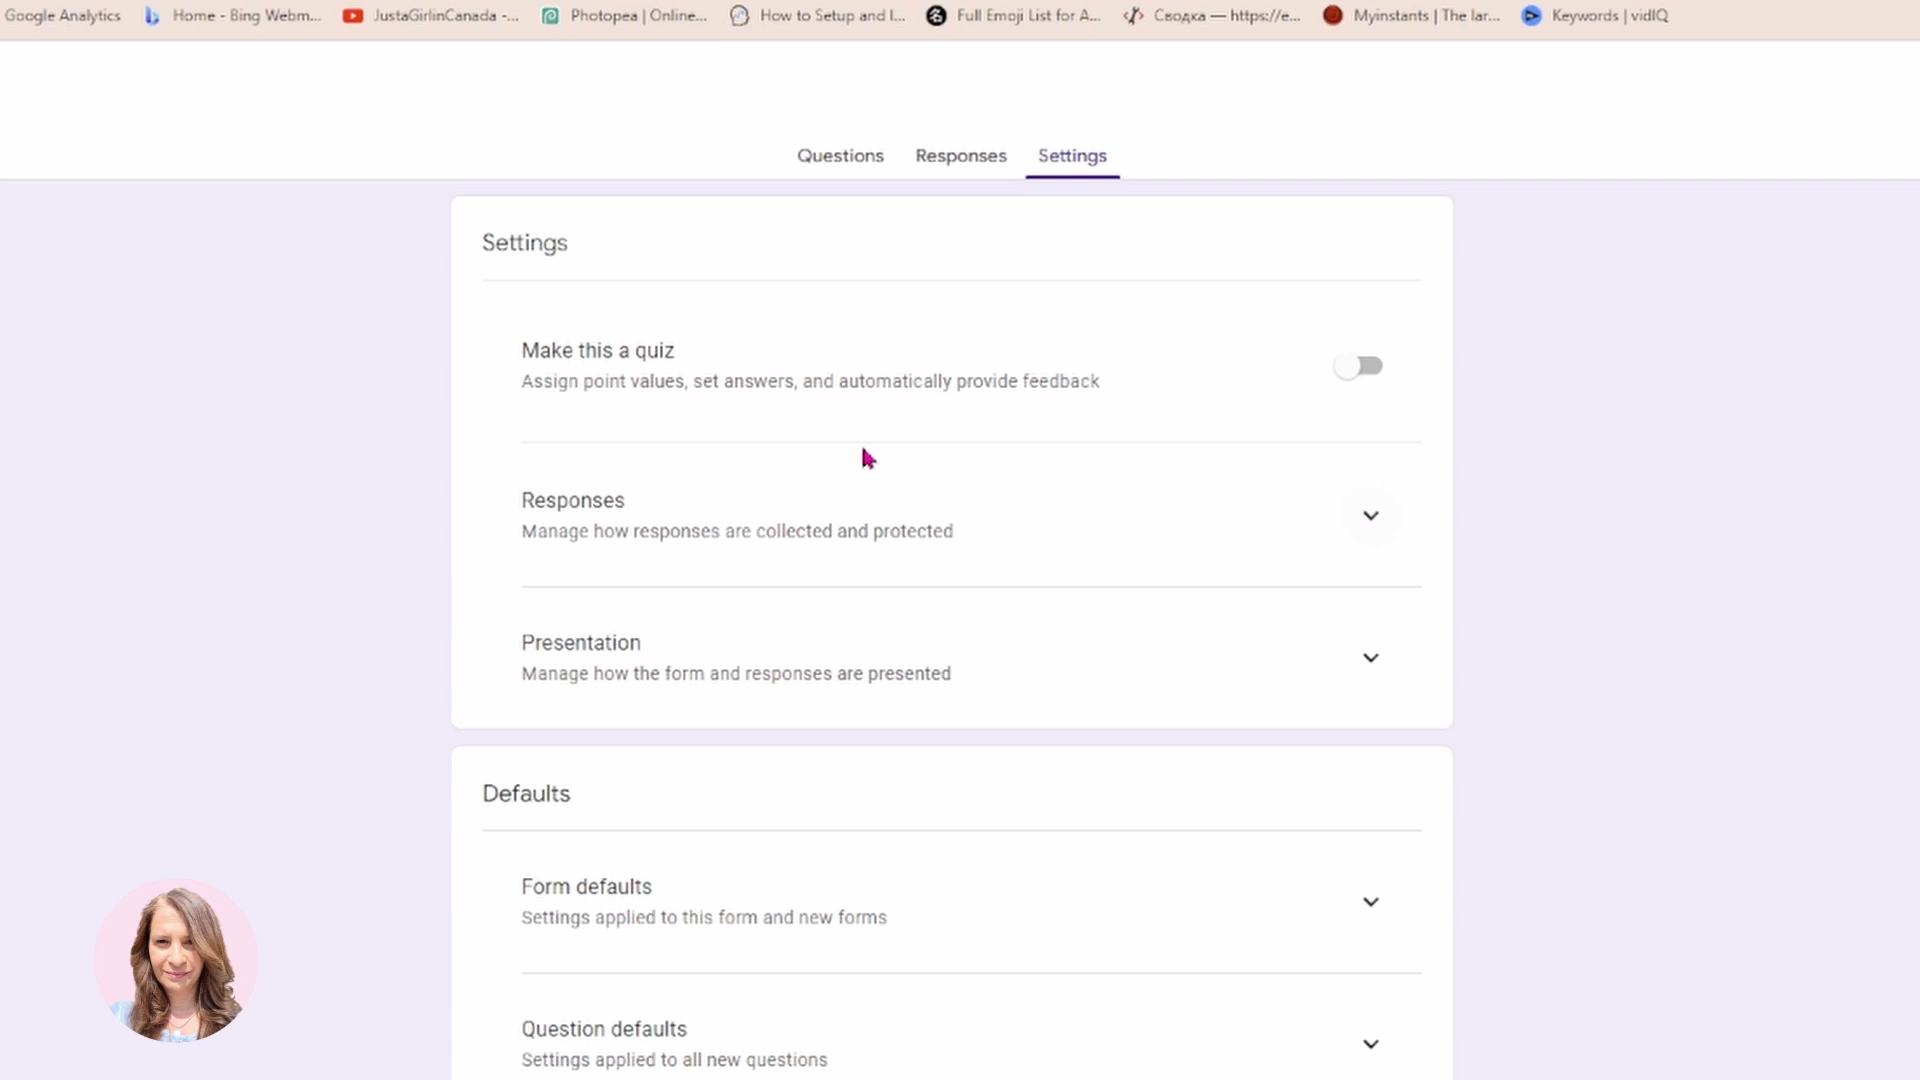 Google Analytics Home - Bing Webm... JustaGirlinCanada -... Photopea | Online... How to Setup and I... Full Emoji List for A... Сводка — https://e... Myinstants | The lar... Keywords | vidIQ
Questions Responses Settings
Settings
Make this a quiz
Assign point values, set answers, and automatically provide feedback
Responses
Manage how responses are collected and protected
Presentation
Manage how the form and responses are presented
Defaults
Form defaults
Settings applied to this form and new forms
Question defaults
Settings applied to all new questions